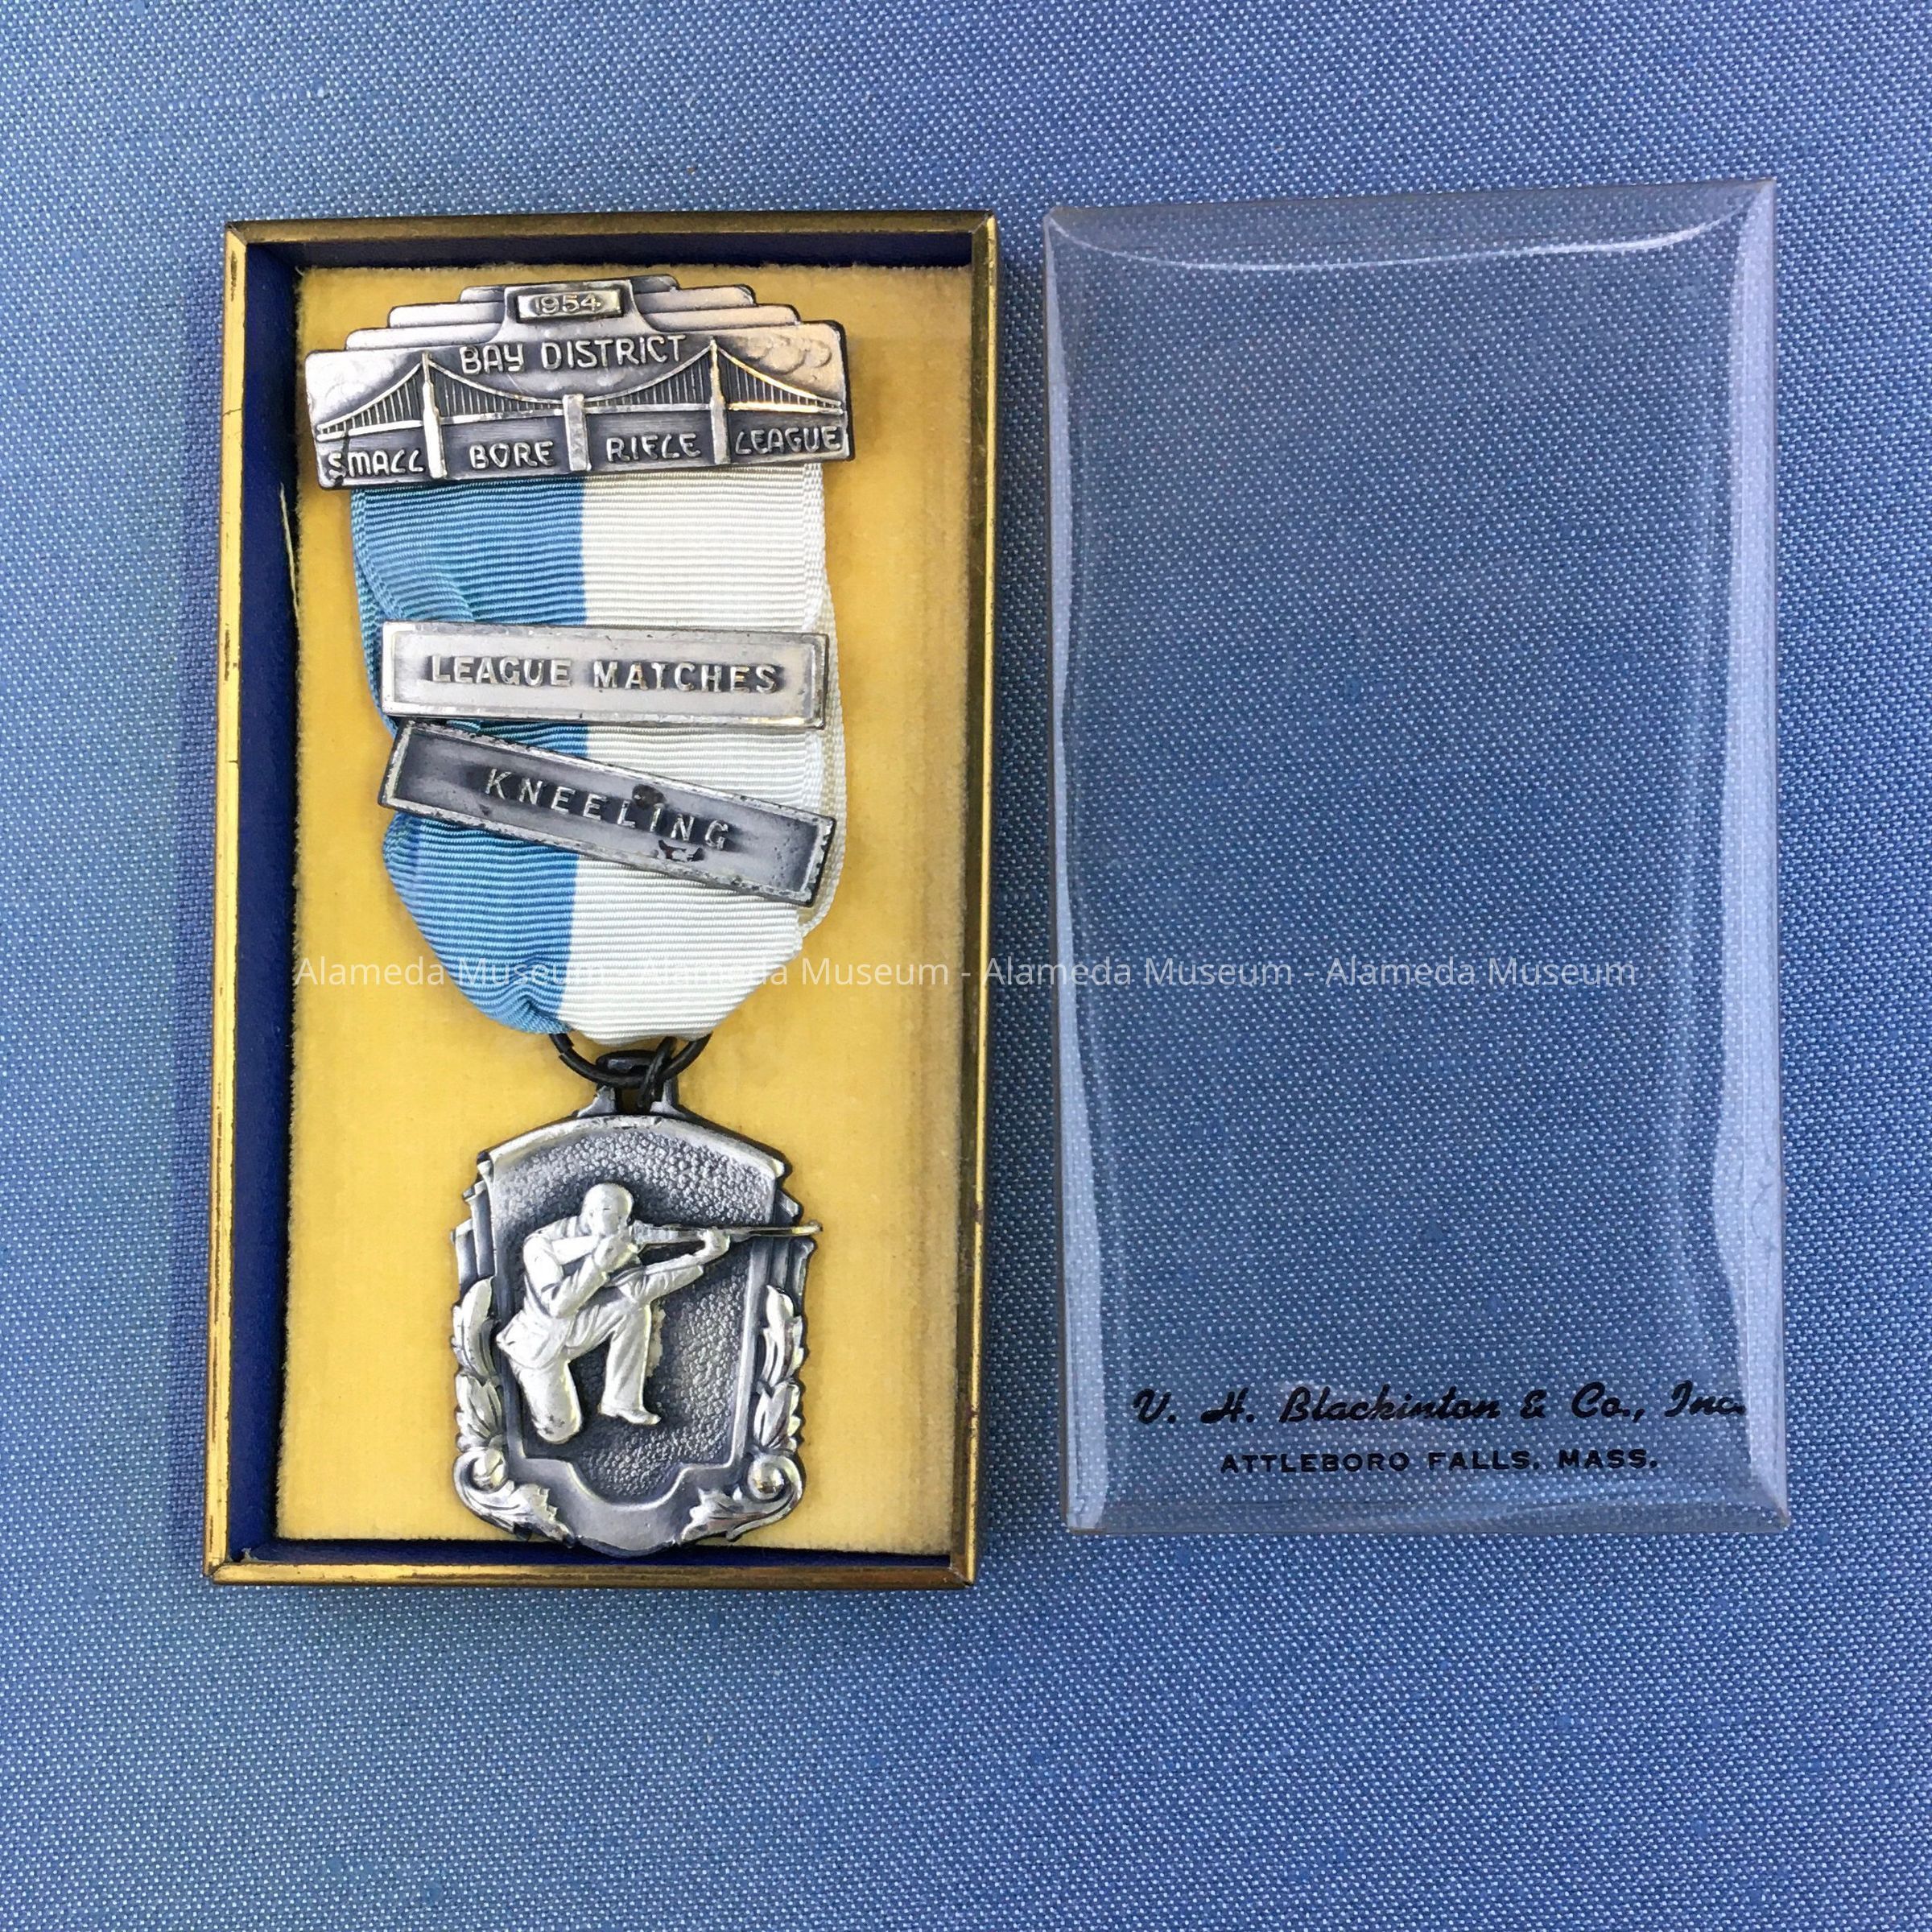 1954
BAY DISTRICT
SMALL BORE RIFLE LEAGUE
LEAGUE MATCHES
KNEELING
Alameda Museum - Alameda Museum - Alameda Museum - Alameda Museum
V. H. Blackinton & Co., Inc.
ATTLEBORO FALLS, MASS.